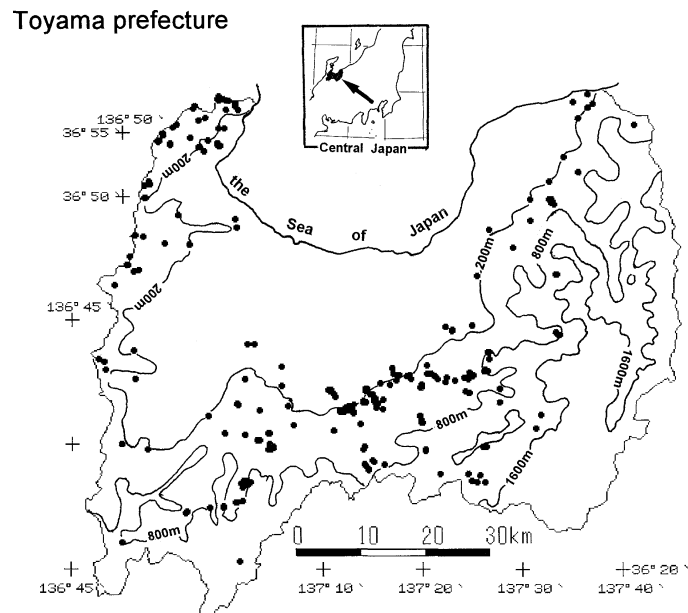 Toyama prefecture
Central Japan
136° 50`
36° 55`
200m
36° 50`
the Sea of Japan
200m
800m
200m
136° 45`
1600m
800m
1600m
800m
0 10 20 30km
36° 20`
136° 45` 137° 10` 137° 20` 137° 30` 137° 40`